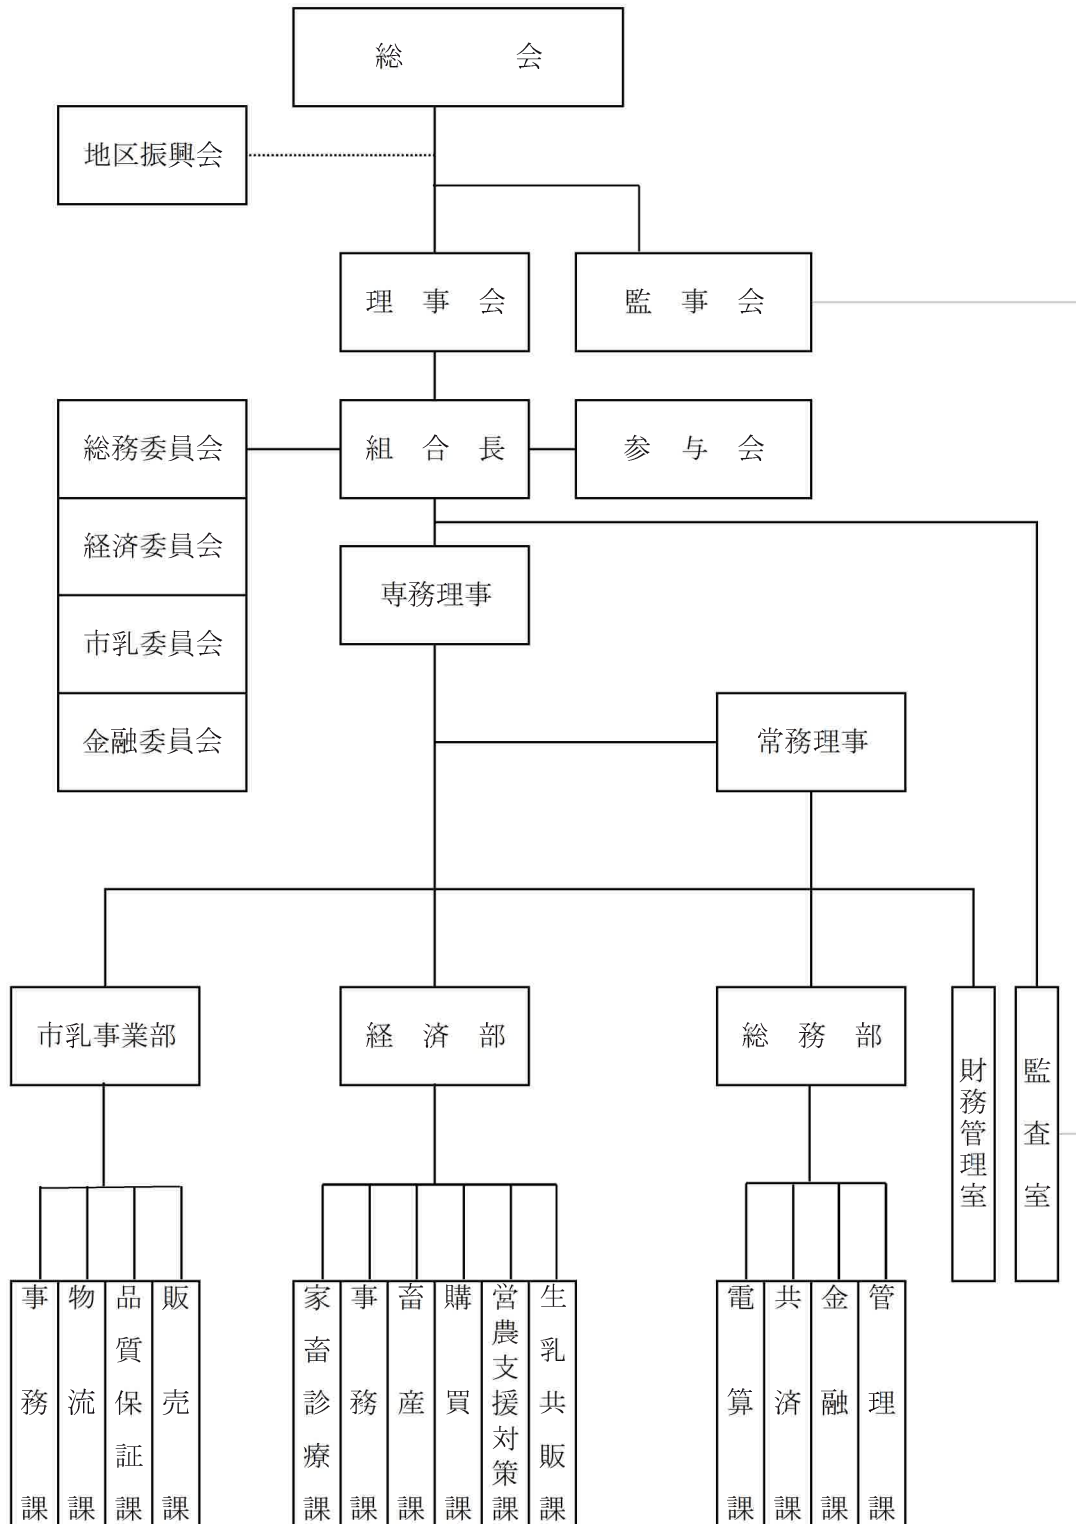 総　会
地区振興会
理　事　会
監　事　会
総務委員会
組　合　長
参　与　会
経済委員会
専務理事
市乳委員会
金融委員会
常務理事
市乳事業部
経　済　部
総　務　部
財務管理室
監査室
事務課
物流課
品質保証課
販売課
家畜診療課
事務課
畜産課
購買課
営農支援対策課
生乳共販課
電算課
共済課
金融課
管理課